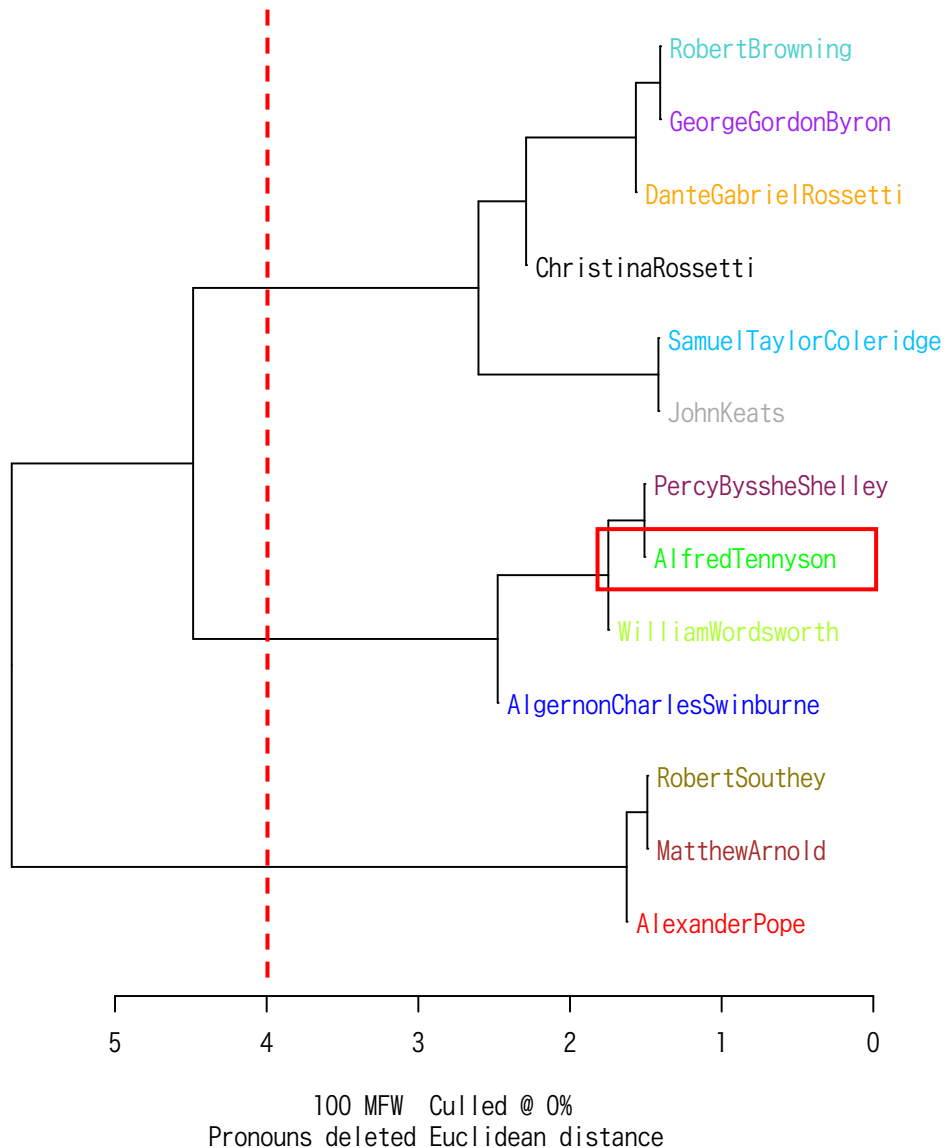 RobertBrowning
GeorgeGordonByron
DanteGabrielRossetti
ChristinaRossetti
SamuelTaylorColeridge
JohnKeats
PercyByssheShelley
AlfredTennyson
WilliamWordsworth
AlgernonCharlesSwinburne
RobertSouthey
MatthewArnold
AlexanderPope
5 4 3 2 1 0
100 MFW Culled @ 0%
Pronouns deleted Euclidean distance